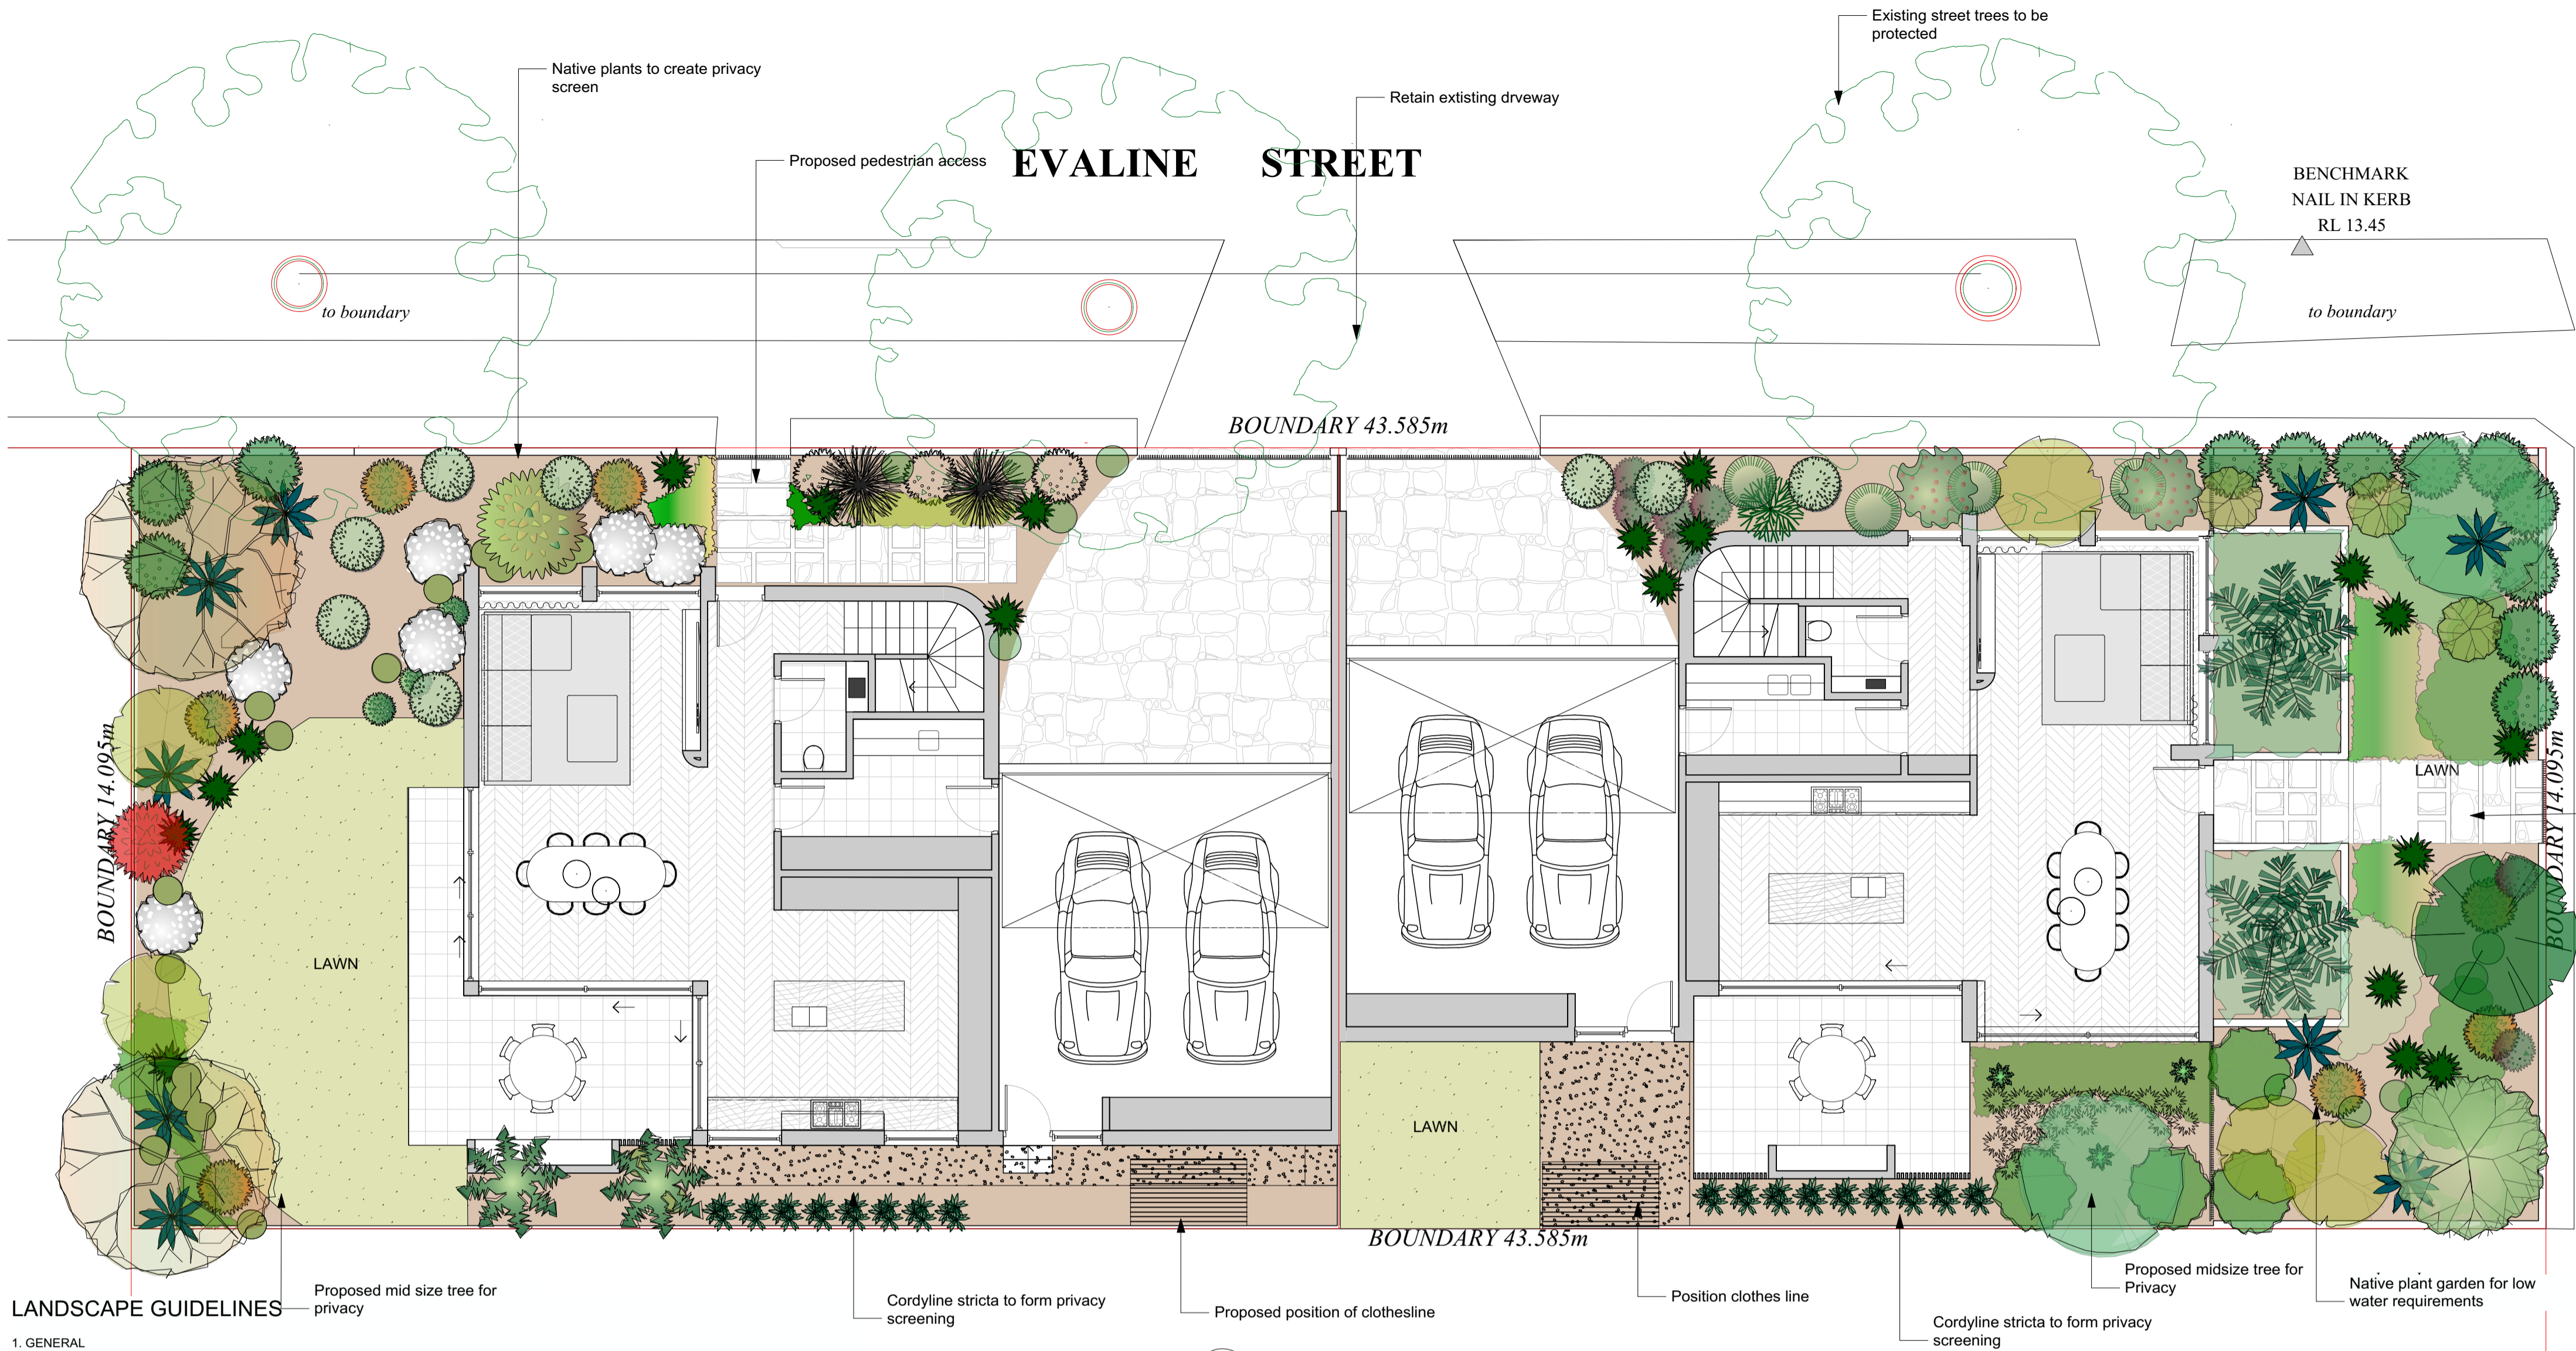 Existing street trees to be
protected
Native plants to create privacy
screen
Retain extisting drveway
Proposed pedestrian access
EVALINE STREET
BENCHMARK
NAIL IN KERB
RL 13.45
to boundary
to boundary
BOUNDARY 43.585m
BOUNDARY 14.095m
LAWN
BOUNDARY 14.095m
LAWN
LAWN
BOUNDARY 43.585m
LANDSCAPE GUIDELINES
1. GENERAL
Proposed mid size tree for
privacy
Cordyline stricta to form privacy
screening
Proposed position of clothesline
Position clothes line
Cordyline stricta to form privacy
screening
Proposed midsize tree for
Privacy
Native plant garden for low
water requirements